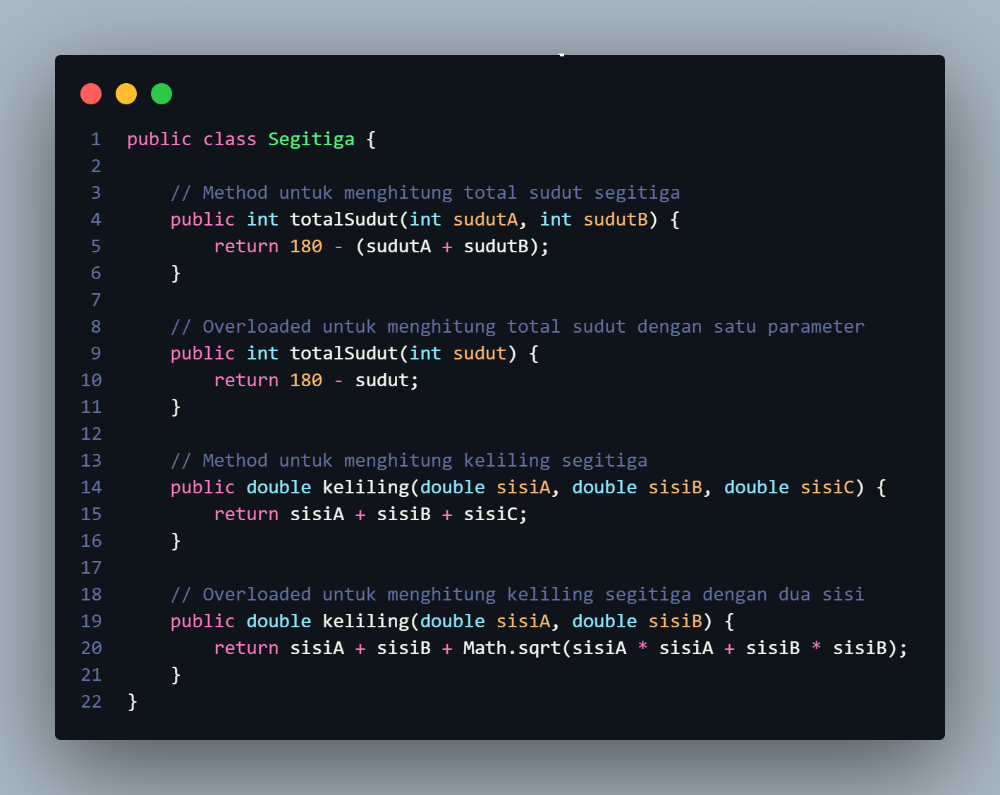 1 public class Segitiga {
2
3     // Method untuk menghitung total sudut segitiga
4     public int totalSudut(int sudutA, int sudutB) {
5         return 180 - (sudutA + sudutB);
6     }
7
8     // Overloaded untuk menghitung total sudut dengan satu parameter
9     public int totalSudut(int sudut) {
10         return 180 - sudut;
11     }
12
13     // Method untuk menghitung keliling segitiga
14     public double keliling(double sisiA, double sisiB, double sisiC) {
15         return sisiA + sisiB + sisiC;
16     }
17
18     // Overloaded untuk menghitung keliling segitiga dengan dua sisi
19     public double keliling(double sisiA, double sisiB) {
20         return sisiA + sisiB + Math.sqrt(sisiA * sisiA + sisiB * sisiB);
21     }
22 }